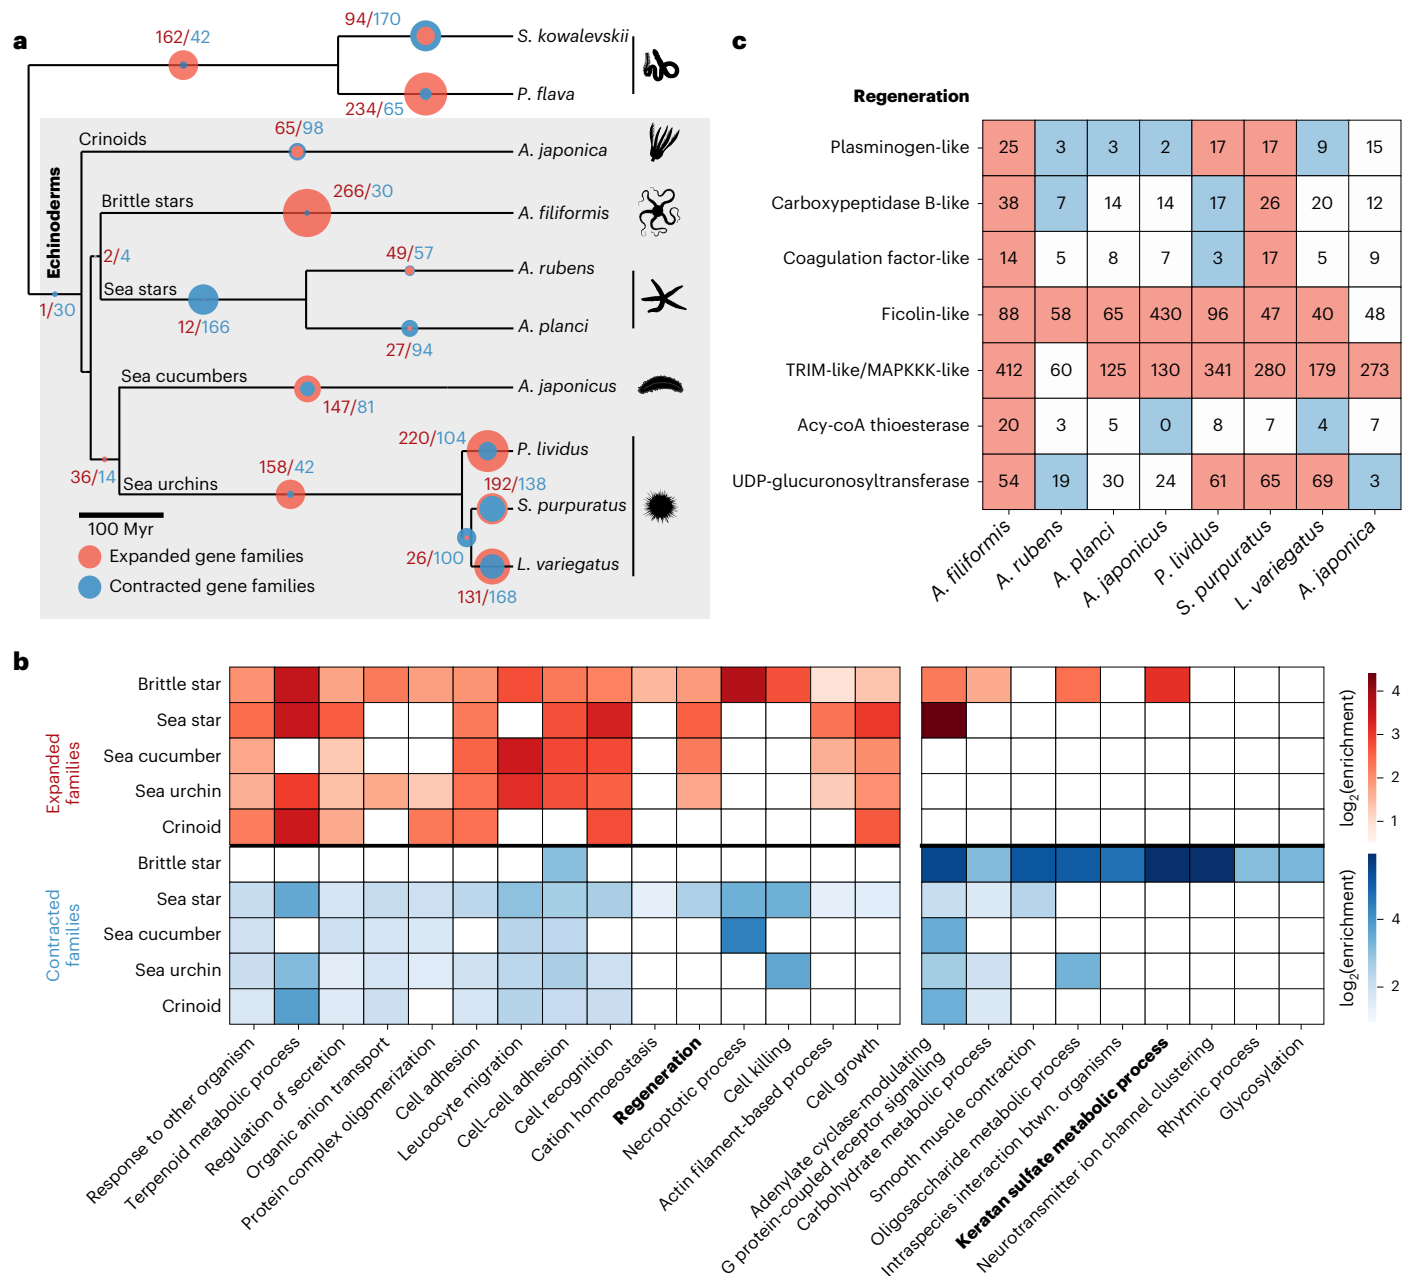 a
162/42
94/170
S. kowalevskii
234/65
P. flava
Echinoderms
1/30
Crinoids
65/98
A. japonica
Brittle stars
266/30
A. filiformis
2/4
49/57
A. rubens
Sea stars
12/166
A. planci
27/94
Sea cucumbers
A. japonicus
147/81
220/104
P. lividus
36/14
158/42
Sea urchins
192/138
S. purpuratus
26/100
L. variegatus
131/168
100 Myr
Expanded gene families
Contracted gene families
c
Regeneration
Plasminogen-like 25 3 3 2 17 17 9 15
Carboxypeptidase B-like 38 7 14 14 17 26 20 12
Coagulation factor-like 14 5 8 7 3 17 5 9
Ficolin-like 88 58 65 430 96 47 40 48
TRIM-like/MAPKKK-like 412 60 125 130 341 280 179 273
Acy-coA thioesterase 20 3 5 0 8 7 4 7
UDP-glucuronosyltransferase 54 19 30 24 61 65 69 3
A. filiformis
A. rubens
A. planci
A. japonicus
P. lividus
S. purpuratus
L. variegatus
A. japonica
b
Expanded
families
Brittle star
Sea star
Sea cucumber
Sea urchin
Crinoid
Contracted
families
Brittle star
Sea star
Sea cucumber
Sea urchin
Crinoid
log2(enrichment)
4
3
2
1
log2(enrichment)
4
2
Response to other organism
Terpenoid metabolic process
Regulation of secretion
Organic anion transport
Protein complex oligomerization
Cell adhesion
Leucocyte migration
Cell–cell adhesion
Cell recognition
Cation homoeostasis
Regeneration
Necroptotic process
Cell killing
Actin filament-based process
Cell growth
Adenylate cyclase-modulating
G protein-coupled receptor signalling
Carbohydrate metabolic process
Smooth muscle contraction
Oligosaccharide metabolic process
Intraspecies interaction btwn. organisms
Keratan sulfate metabolic process
Neurotransmitter ion channel clustering
Rhytmic process
Glycosylation